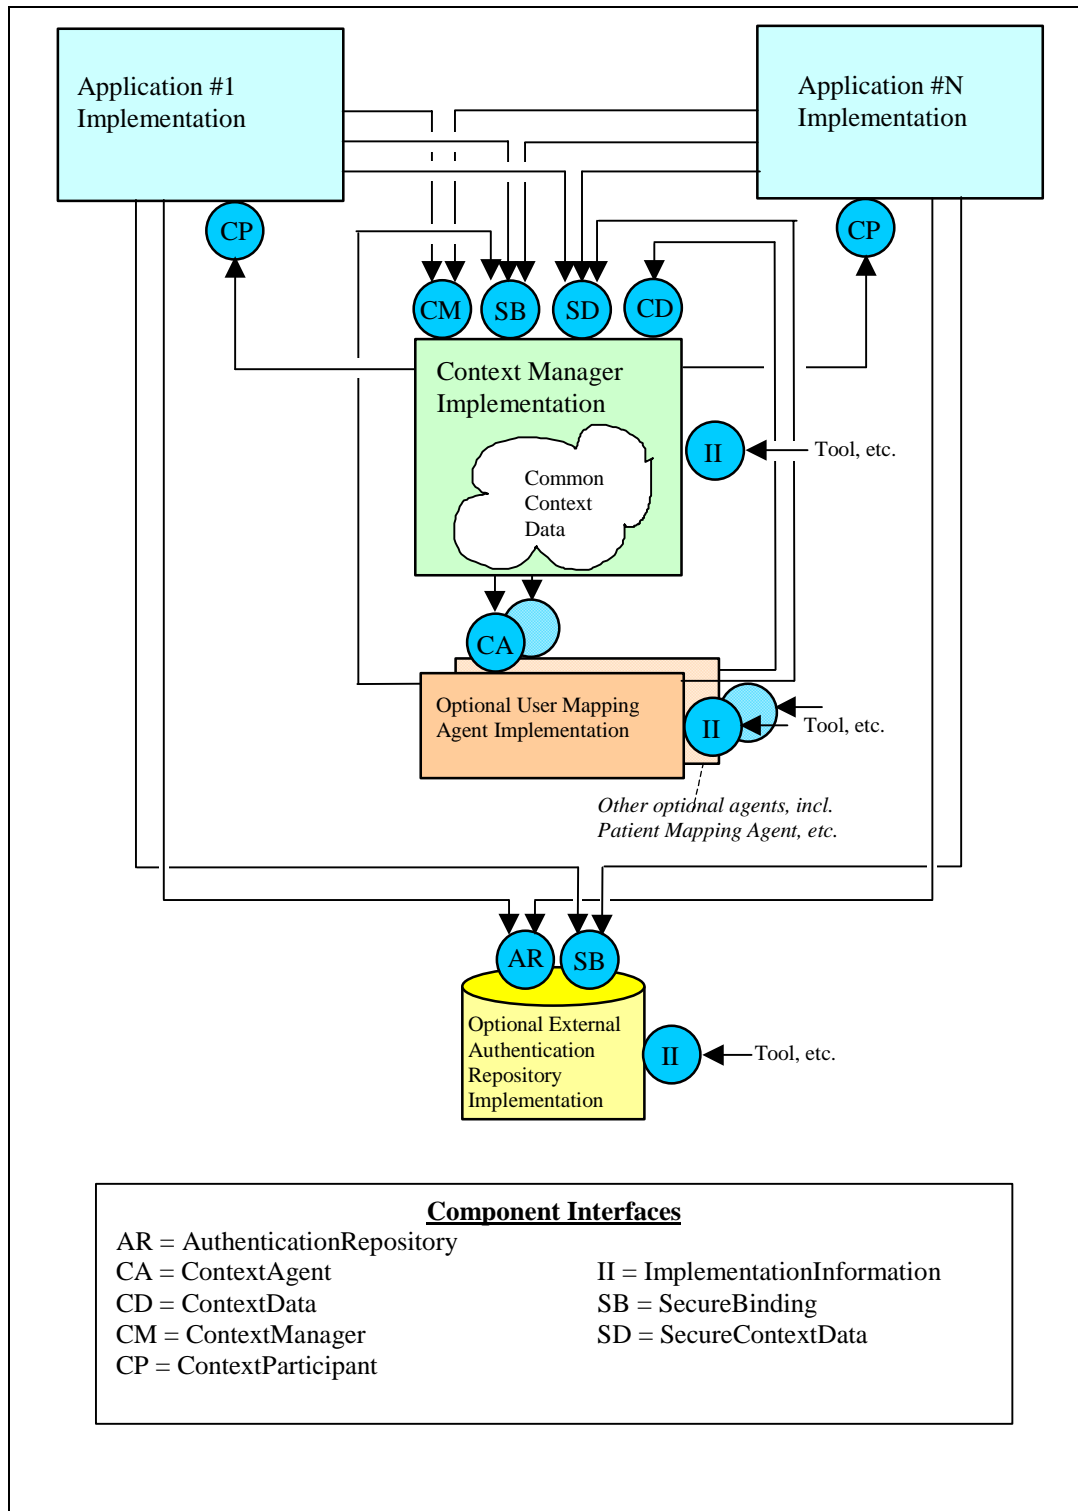 Application #1
Implementation
Application #N
Implementation
CP
CP
CM
SB
SD
CD
Context Manager
Implementation
II
Tool, etc.
Common
Context
Data
CA
Optional User Mapping
Agent Implementation
II
Tool, etc.
Other optional agents, incl.
Patient Mapping Agent, etc.
AR
SB
Optional External
Authentication
Repository
Implementation
II
Tool, etc.
Component Interfaces
AR = AuthenticationRepository
CA = ContextAgent
II = ImplementationInformation
CD = ContextData
SB = SecureBinding
CM = ContextManager
SD = SecureContextData
CP = ContextParticipant